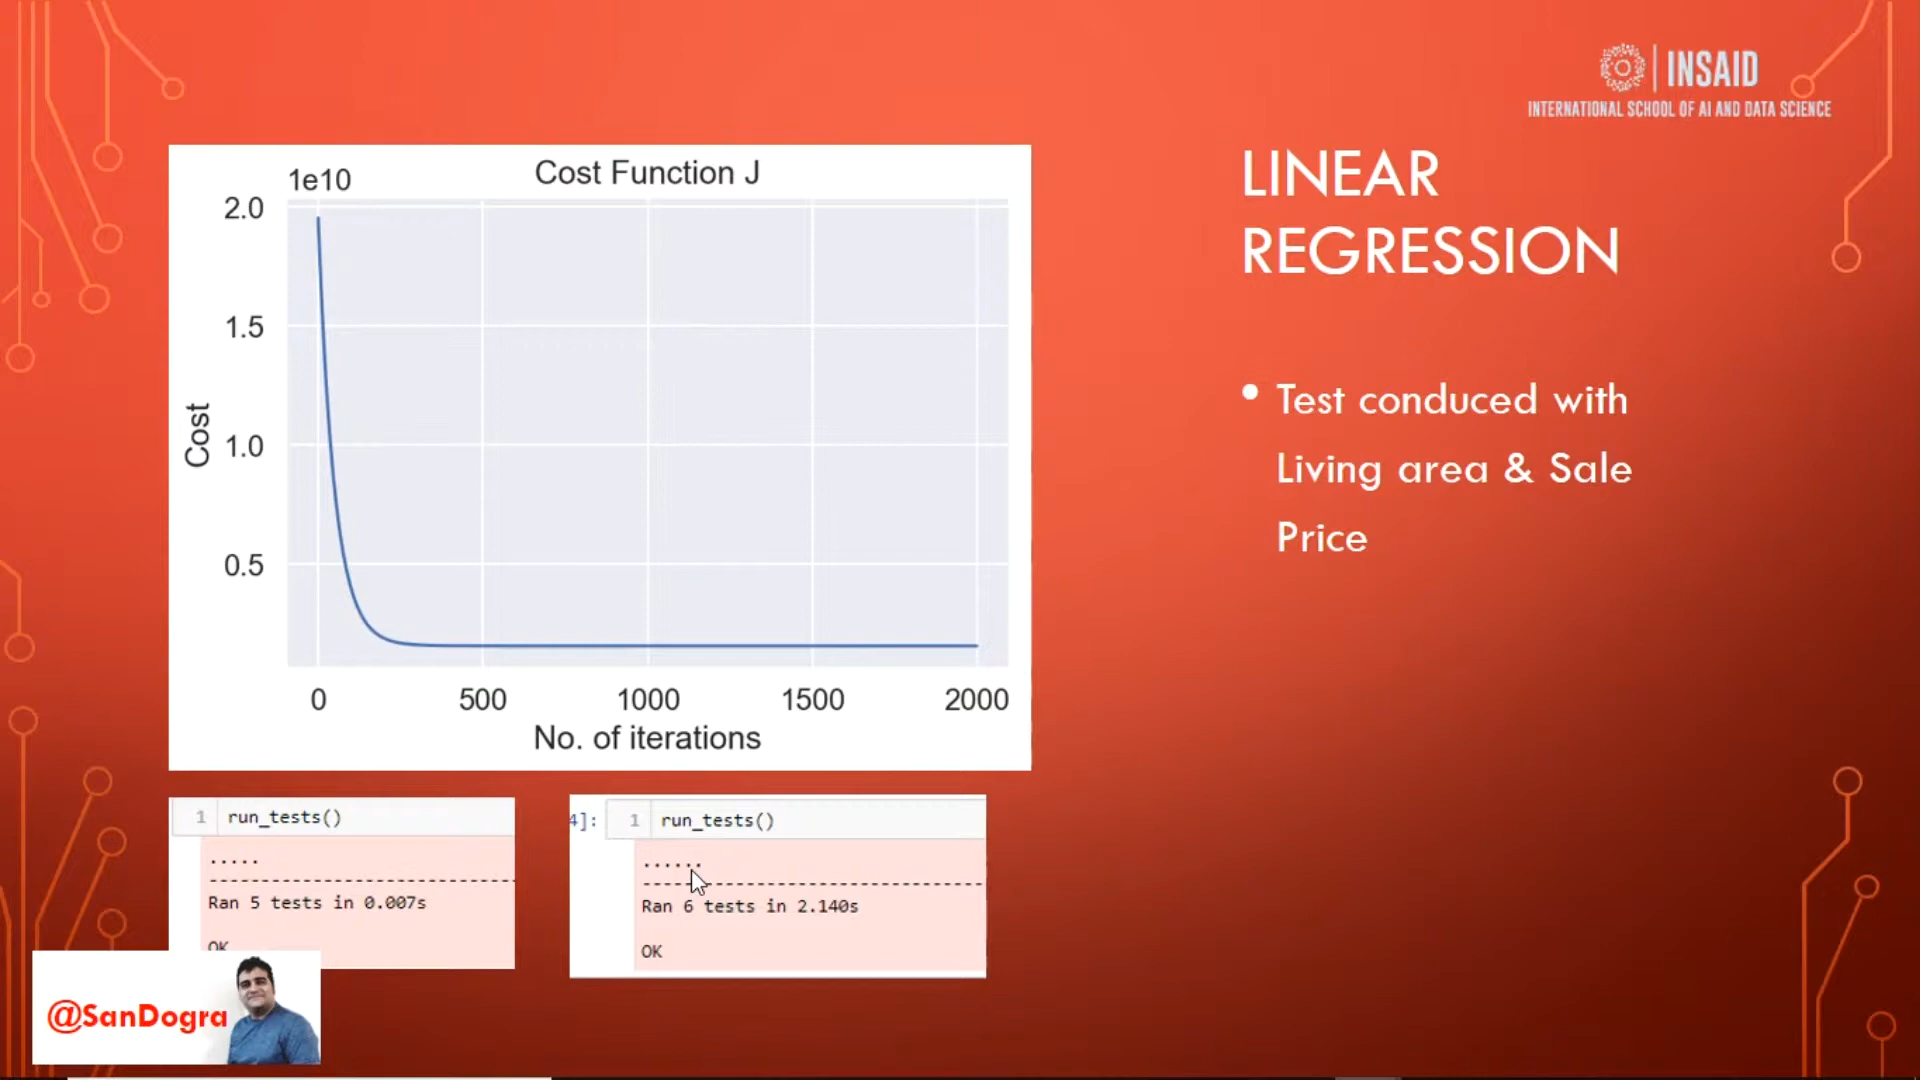 INSAID
INTERNATIONAL SCHOOL OF AI AND DATA SCIENCE
LINEAR
REGRESSION
• Test conduced with
Living area & Sale
Price
Cost Function J
1e10
2.0
1.5
1.0
0.5
Cost
0 500 1000 1500 2000
No. of iterations
1 run_tests()
.....
------------------------------
Ran 5 tests in 0.007s
OK
4]: 1 run_tests()
......
---------------------------------
Ran 6 tests in 2.140s
OK
@SanDogra